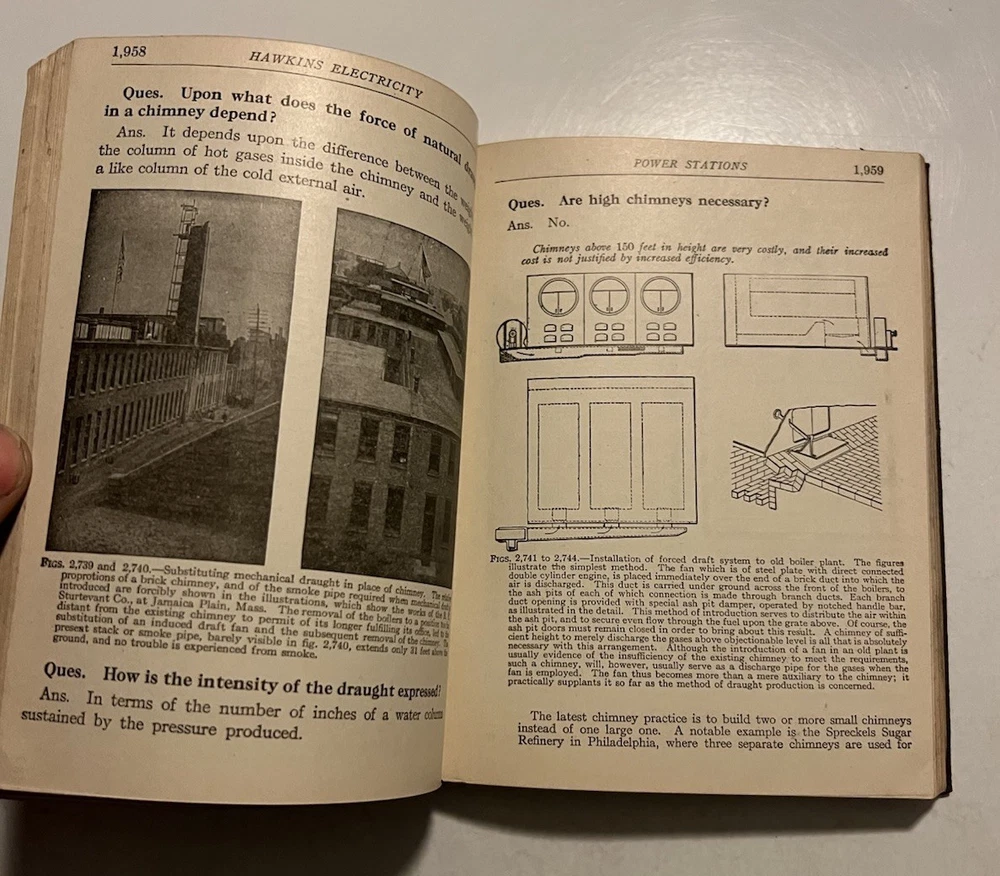 1,958
HAWKINS ELECTRICITY
Ques. Upon what does the force of natural
in a chimney depend?
Ans. It depends upon the difference between the
the column of hot gases inside the chimney and the
a like column of the cold external air.
FIGS. 2,739 and 2,740.—Substituting mechanical draught in place of chimney. The
proprotions of a brick chimney, and of the smoke pipe required when mechanical
introduced are forcibly shown in the illustrations, which show the works of the
Sturtevant Co., at Jamaica Plain, Mass. The removal of the boilers to a position
distant from the existing chimney to permit of its longer fulfilling its office, led to the
substitution of an induced draft fan and the subsequent removal of the chimney. The
present stack or smoke pipe, barely visible in fig. 2,740, extends only 31 feet above the
ground, and no trouble is experienced from smoke.
Ques. How is the intensity of the draught expressed?
Ans. In terms of the number of inches of a water
sustained by the pressure produced.
POWER STATIONS
1,959
Ques. Are high chimneys necessary?
Ans. No.
Chimneys above 150 feet in height are very costly, and their increased
cost is not justified by increased efficiency.
FIGS. 2,741 to 2,744.—Installation of forced draft system to old boiler plant. The figures
illustrate the simplest method. The fan which is of steel plate with direct connected
double cylinder engine, is placed immediately over the end of a brick duct into which the
air is discharged. This duct is carried under ground across the front of the boilers, to
the ash pits of each of which connection is made through branch ducts. Each branch
duct opening is provided with special ash pit damper, operated by notched handle bar,
as illustrated in the detail. This method of introduction serves to distribute the air within
the ash pit, and to secure even flow through the fuel upon the grate above. Of course, the
ash pit doors must remain closed in order to bring about this result. A chimney of suffi-
cient height to merely discharge the gases above objectionable level is all that is absolutely
necessary with this arrangement. Although the introduction of a fan in an old plant is
usually evidence of the insufficiency of the existing chimney to meet the requirements,
such a chimney, will, however, usually serve as a discharge pipe for the gases when the
fan is employed. The fan thus becomes more than a mere auxiliary to the chimney; it
practically supplants it so far as the method of draught production is concerned.
The latest chimney practice is to build two or more small chimneys
instead of one large one. A notable example is the Spreckels Sugar
Refinery in Philadelphia, where three separate chimneys are used for